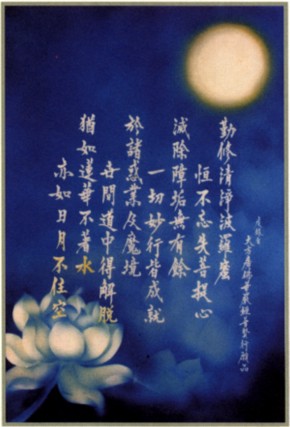 大方廣佛華嚴經普賢行願品
勤修清淨波羅蜜
恒不忘失菩提心
滅除障垢無有餘
一切妙行皆成就
於諸惑業及魔境
世間道中得解脫
猶如蓮華不著水
亦如日月不住空